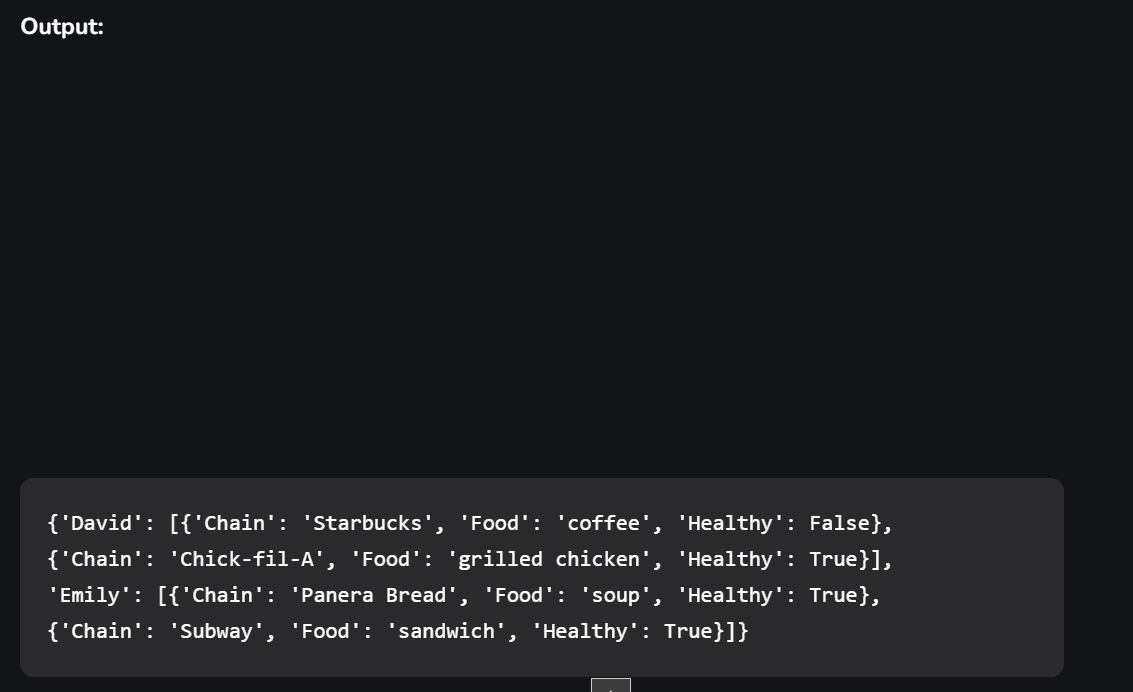 Output:
{'David': [{'Chain': 'Starbucks', 'Food': 'coffee', 'Healthy': False},
{'Chain': 'Chick-fil-A', 'Food': 'grilled chicken', 'Healthy': True}],
'Emily': [{'Chain': 'Panera Bread', 'Food': 'soup', 'Healthy': True},
{'Chain': 'Subway', 'Food': 'sandwich', 'Healthy': True}]}